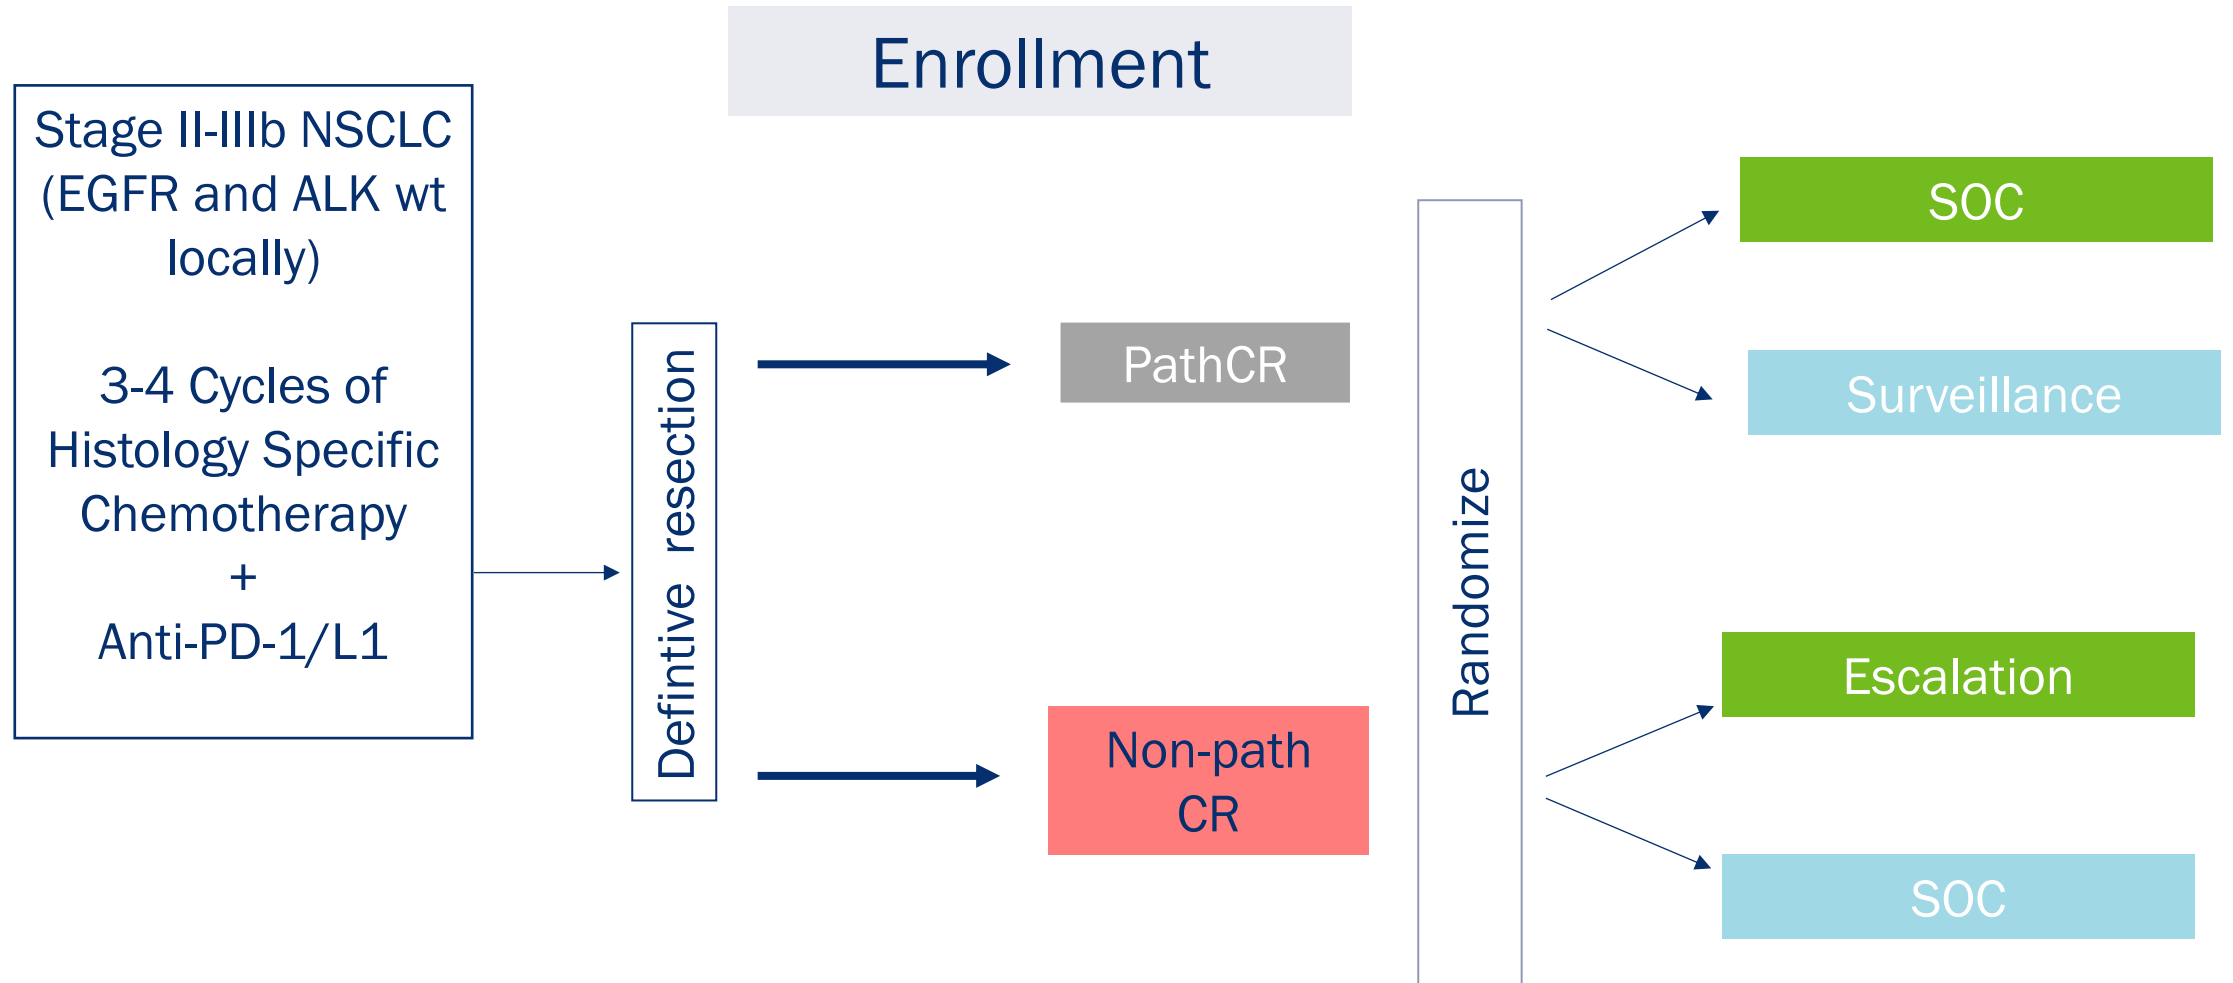 Enrollment
Stage II-IIIb NSCLC
(EGFR and ALK wt
locally)
3-4 Cycles of
Histology Specific
Chemotherapy
+
Anti-PD-1/L1
Defintive resection
PathCR
Non-path
CR
Randomize
SOC
Surveillance
Escalation
SOC